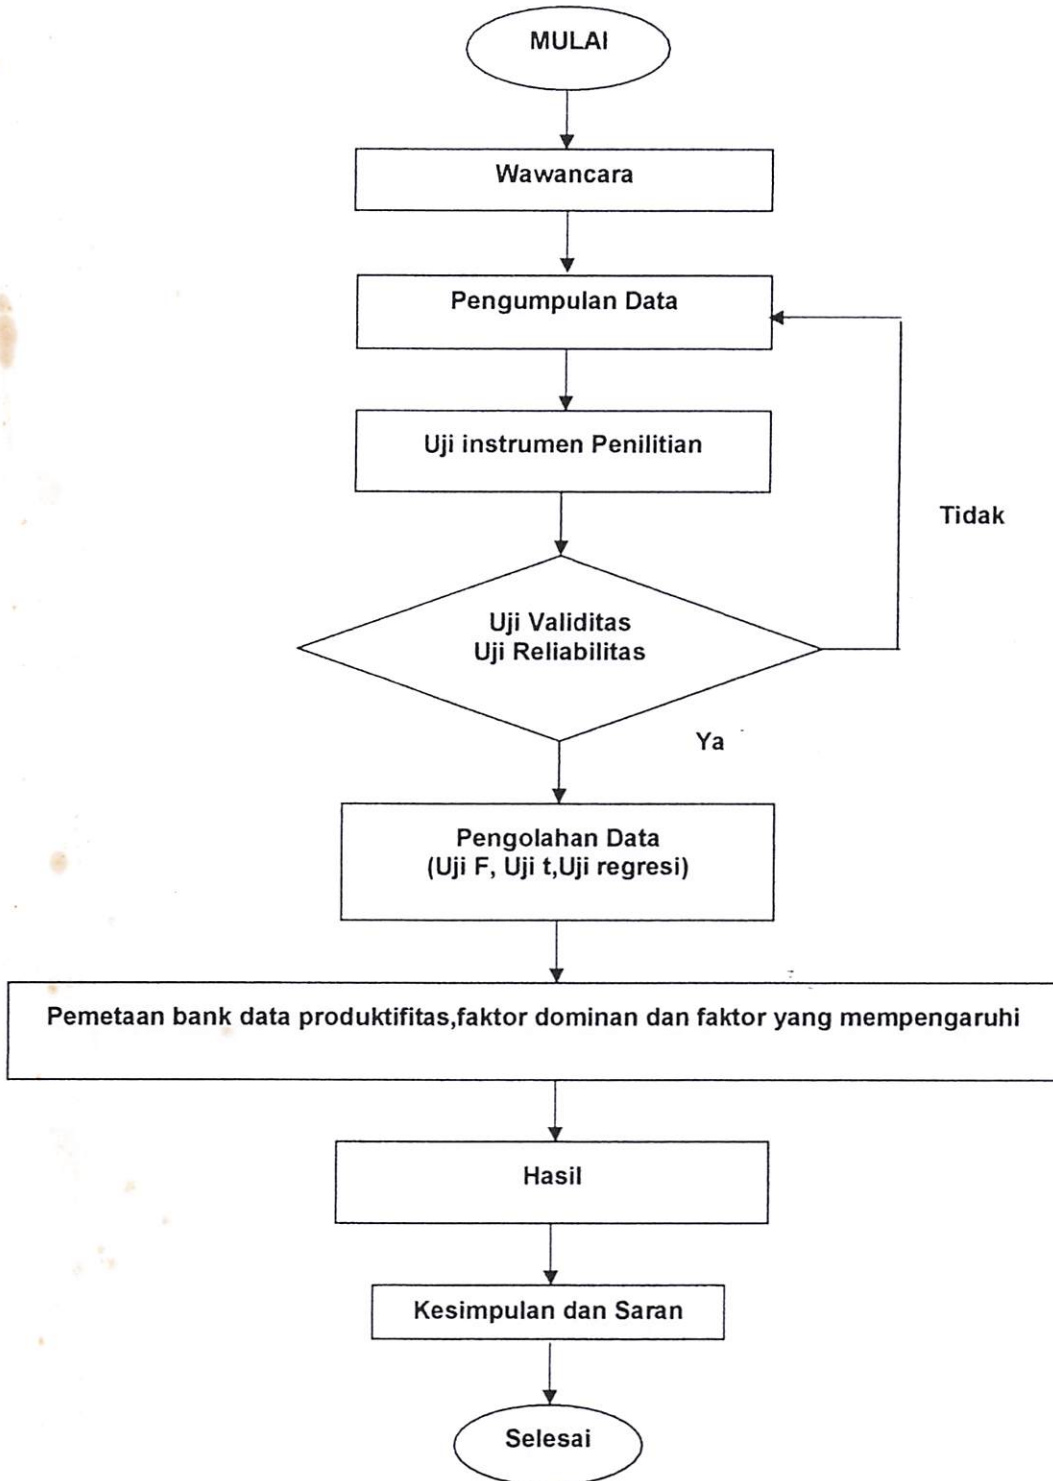 MULAI
Wawancara
Pengumpulan Data
Uji instrumen Penilitian
Tidak
Uji Validitas
Uji Reliabilitas
Ya
Pengolahan Data
(Uji F, Uji t,Uji regresi)
Pemetaan bank data produktifitas,faktor dominan dan faktor yang mempengaruhi
Hasil
Kesimpulan dan Saran
Selesai